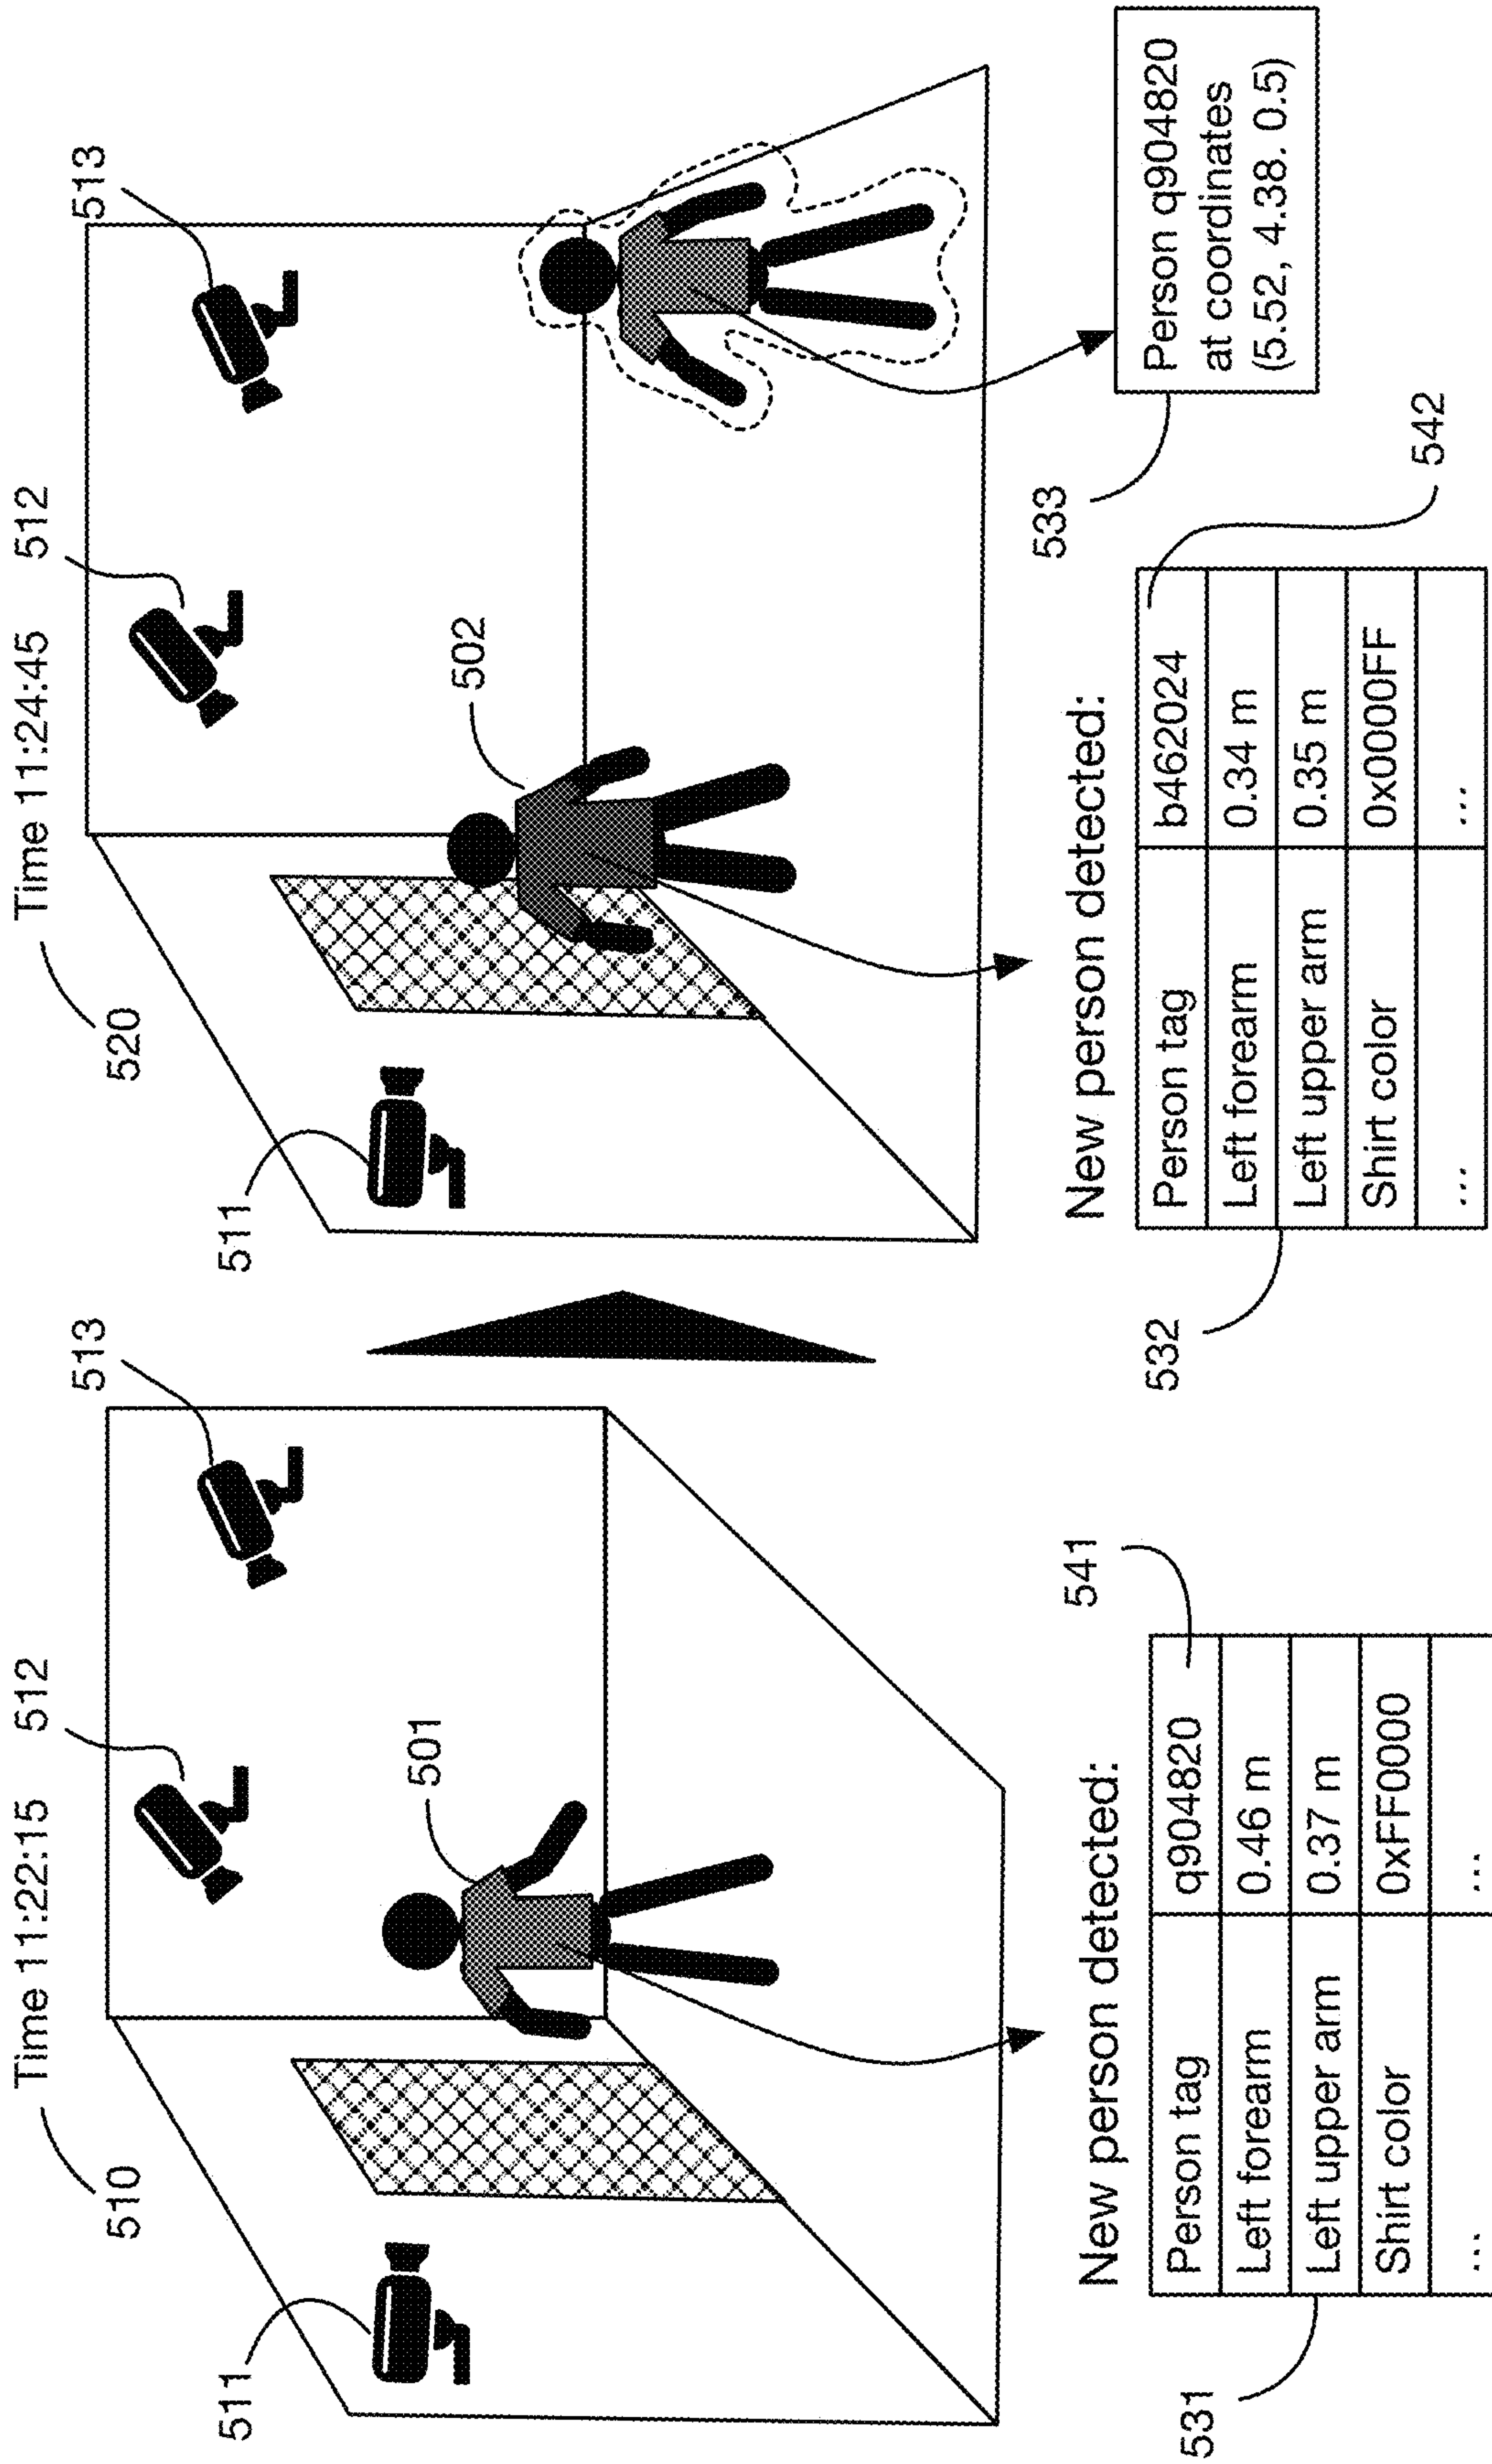 Time 11:22:15
510
511
512
513
501
New person detected:
541
531
Person tag q904820
Left forearm 0.46 m
Left upper arm 0.37 m
Shirt color 0xFF0000
... ...
Time 11:24:45
520
511
512
513
502
New person detected:
532
542
Person tag b462024
Left forearm 0.34 m
Left upper arm 0.35 m
Shirt color 0x0000FF
... ...
533
Person q904820
at coordinates
(5.52, 4.38. 0.5)